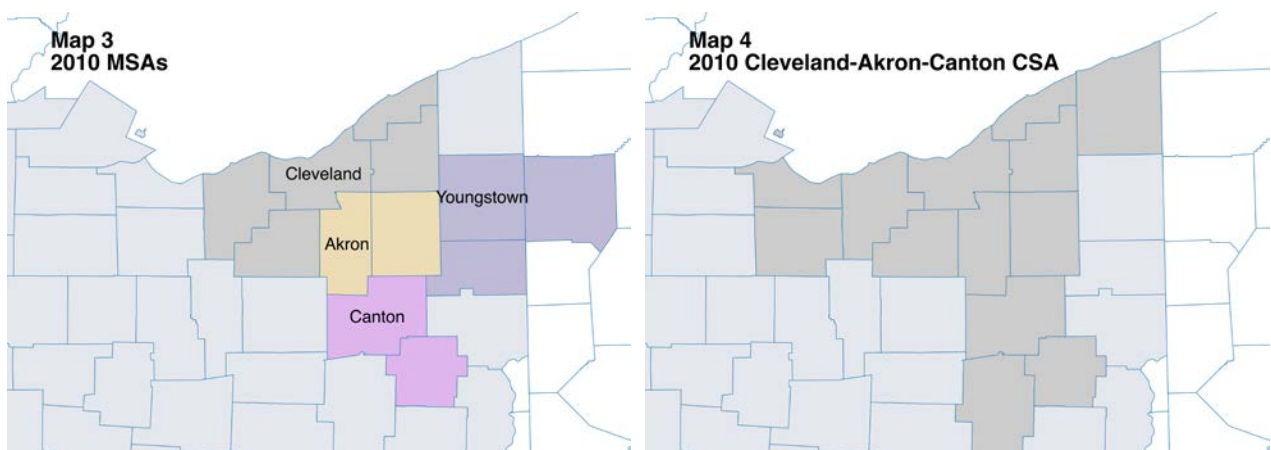 Map 3
2010 MSAs
Cleveland
Youngstown
Akron
Canton
Map 4
2010 Cleveland-Akron-Canton CSA